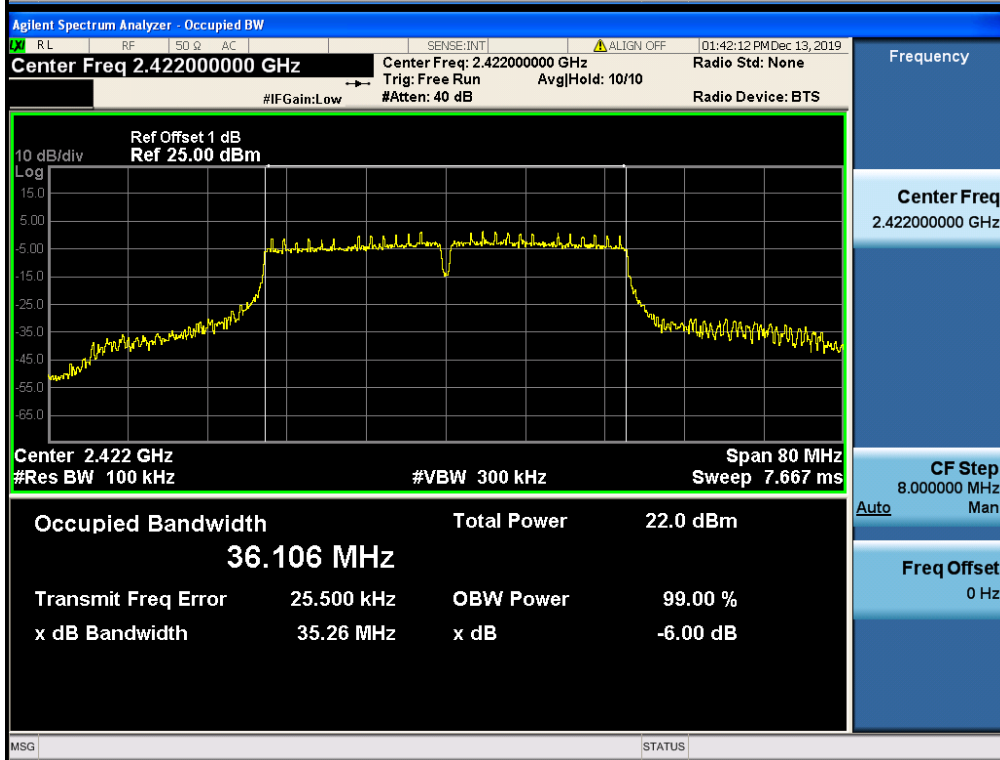 Agilent Spectrum Analyzer - Occupied BW
LXI RL RF 50 Ω AC SENSE:INT ALIGN OFF 01:42:12 PM Dec 13, 2019
Center Freq 2.422000000 GHz
Center Freq: 2.422000000 GHz
Radio Std: None
Trig: Free Run Avg|Hold: 10/10
#IFGain:Low
#Atten: 40 dB
Radio Device: BTS
Ref Offset 1 dB
10 dB/div Ref 25.00 dBm
Log
15.0
5.00
-5.00
-15.0
-25.0
-35.0
-45.0
-55.0
-65.0
Center 2.422 GHz Span 80 MHz
#Res BW 100 kHz #VBW 300 kHz Sweep 7.667 ms
Occupied Bandwidth Total Power 22.0 dBm
36.106 MHz
Transmit Freq Error 25.500 kHz OBW Power 99.00 %
x dB Bandwidth 35.26 MHz x dB -6.00 dB
MSG STATUS
Frequency
Center Freq
2.422000000 GHz
CF Step
8.000000 MHz
Auto Man
Freq Offset
0 Hz